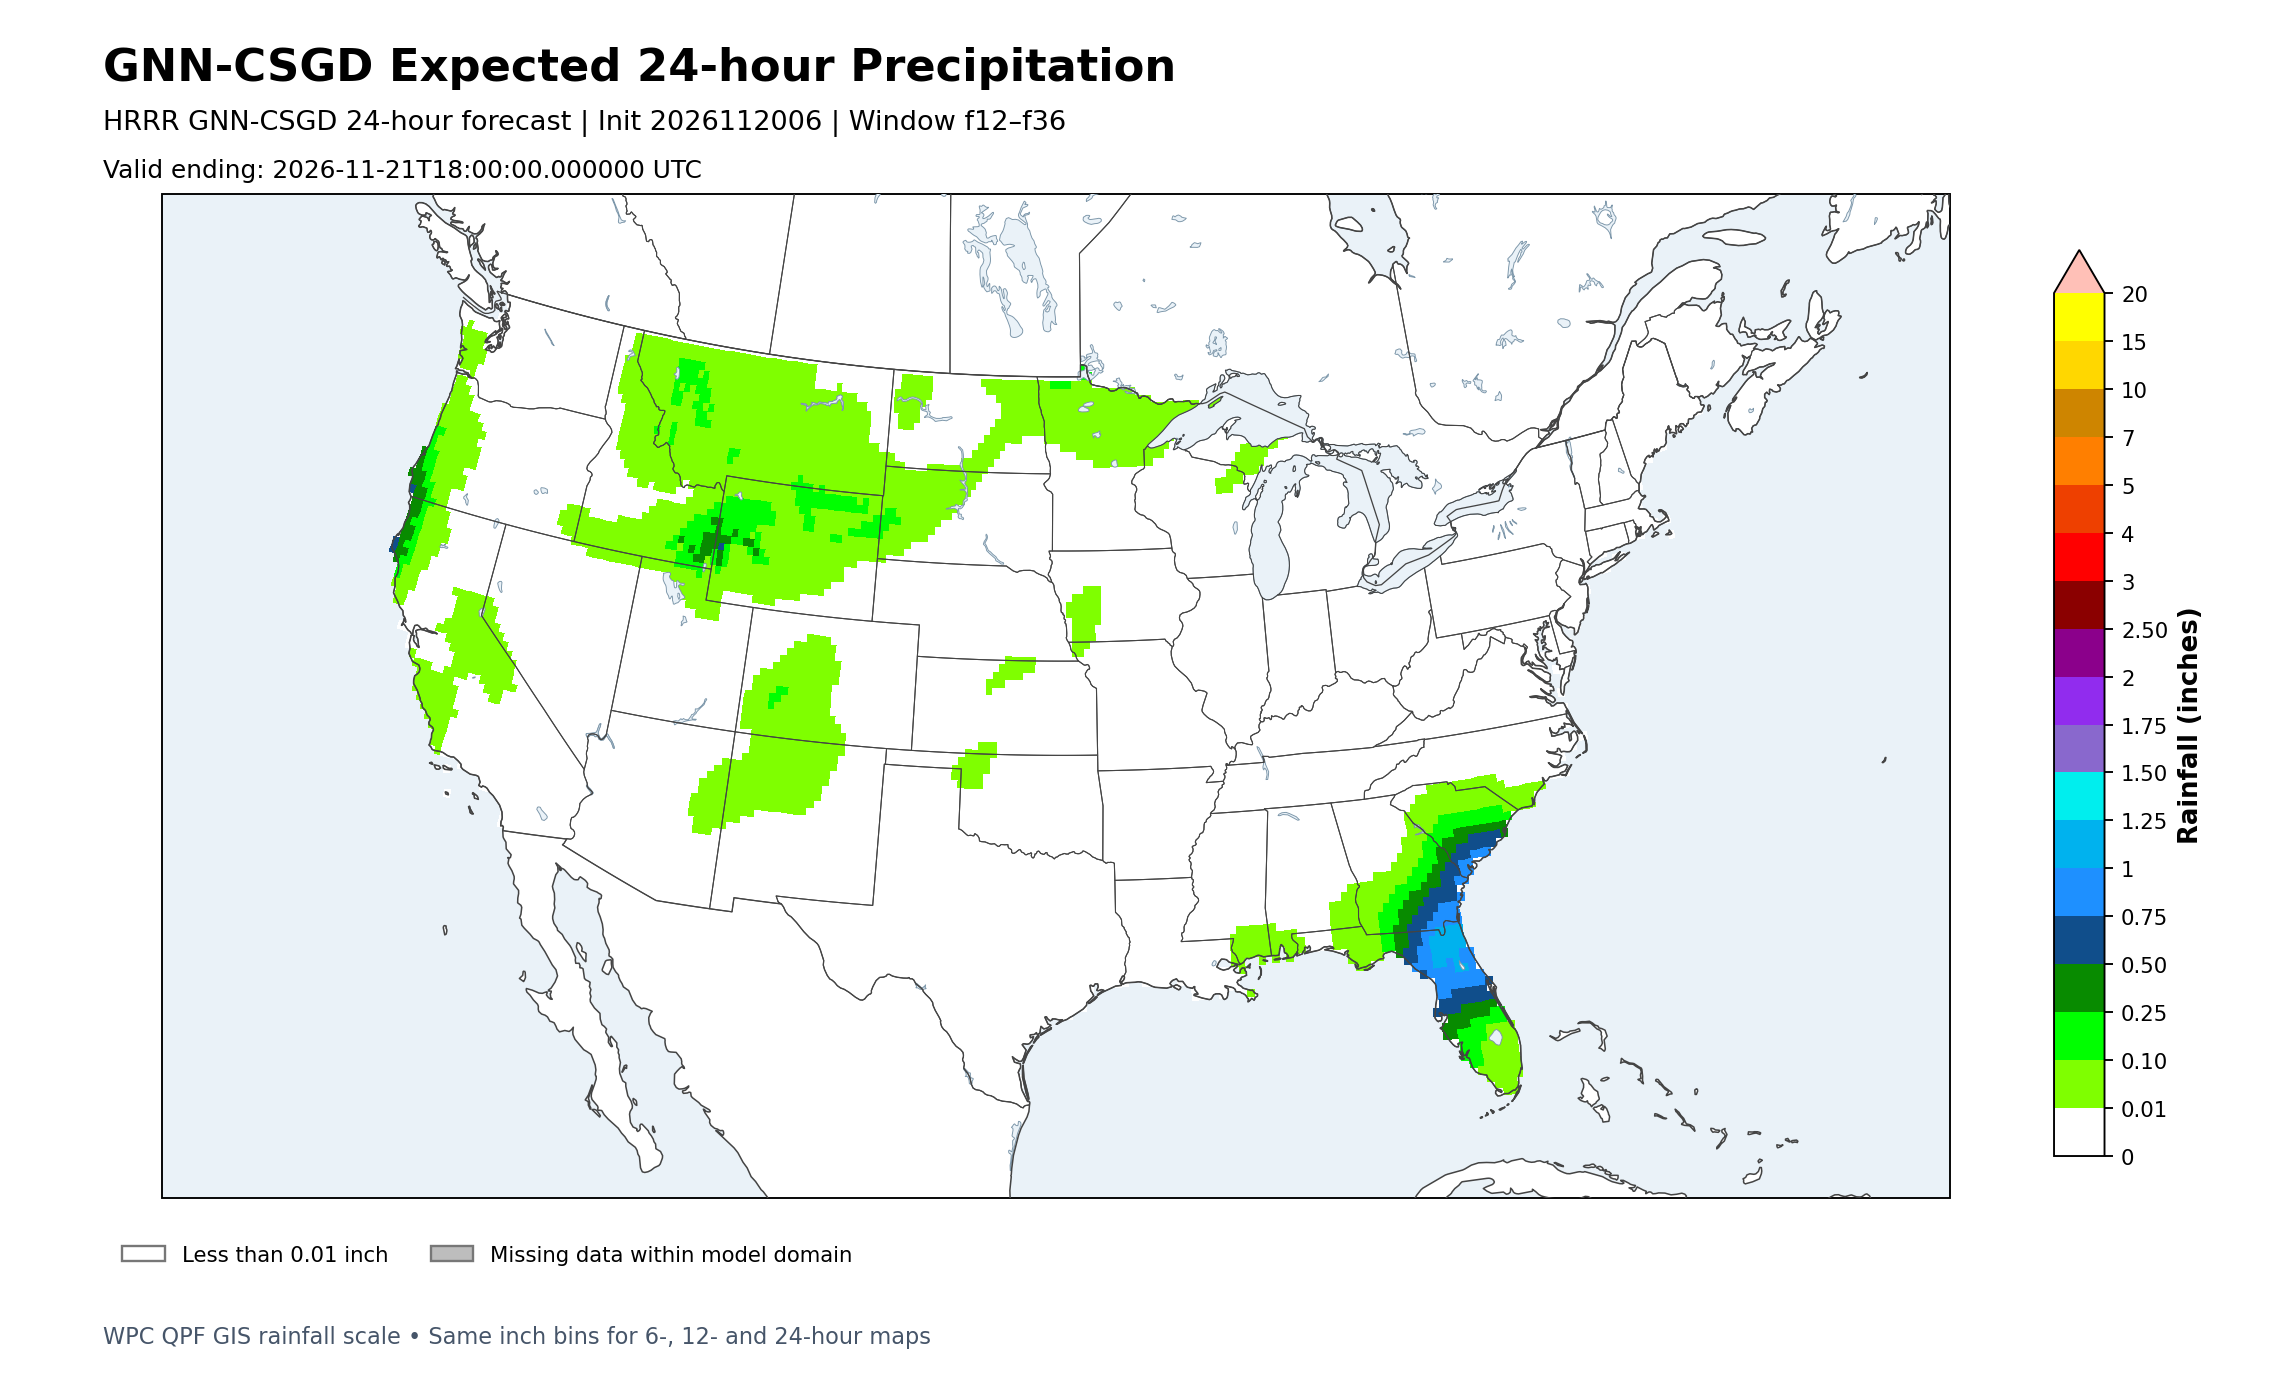 GNN-CSGD Expected 24-hour Precipitation
HRRR GNN-CSGD 24-hour forecast | Init 2026112006 | Window f12–f36
Valid ending: 2026-11-21T18:00:00.000000 UTC
20
15
10
7
5
4
3
2.50
2
1.75
1.50
1.25
1
0.75
0.50
0.25
0.10
0.01
0
Rainfall (inches)
Less than 0.01 inch
Missing data within model domain
WPC QPF GIS rainfall scale • Same inch bins for 6-, 12- and 24-hour maps